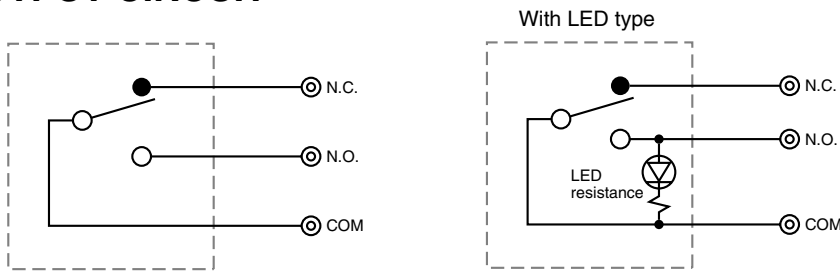 With LED type
N.C.
N.O.
COM
N.C.
N.O.
LED
resistance
COM